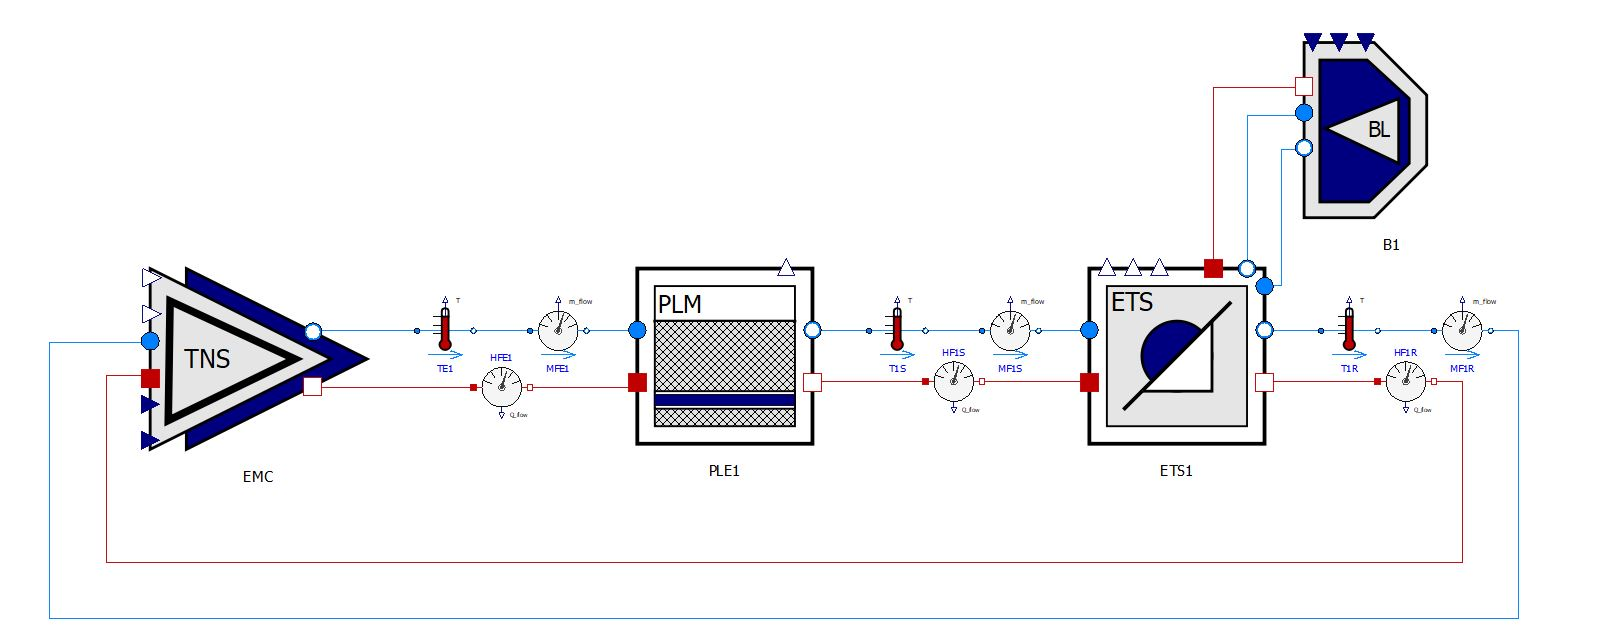 BL
B1
TNS
EMC
T
TE1
m_flow
MFE1
HFE1
Q_flow
PLM
PLE1
T
T1S
m_flow
MF1S
HF1S
Q_flow
ETS
ETS1
T
T1R
m_flow
MF1R
HF1R
Q_flow